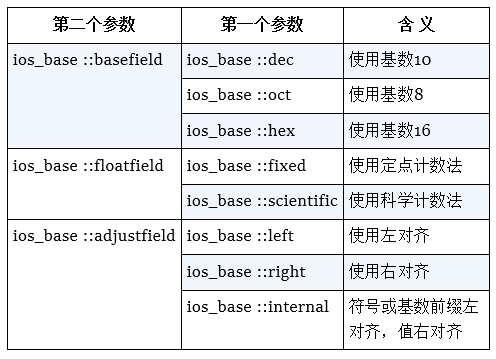 第二个参数 第一个参数 含 义
ios_base ::basefield ios_base ::dec 使用基数10
ios_base ::oct 使用基数8
ios_base ::hex 使用基数16
ios_base ::floatfield ios_base ::fixed 使用定点计数法
ios_base ::scientific 使用科学计数法
ios_base ::adjustfield ios_base ::left 使用左对齐
ios_base ::right 使用右对齐
ios_base ::internal 符号或基数前缀左
对齐，值右对齐